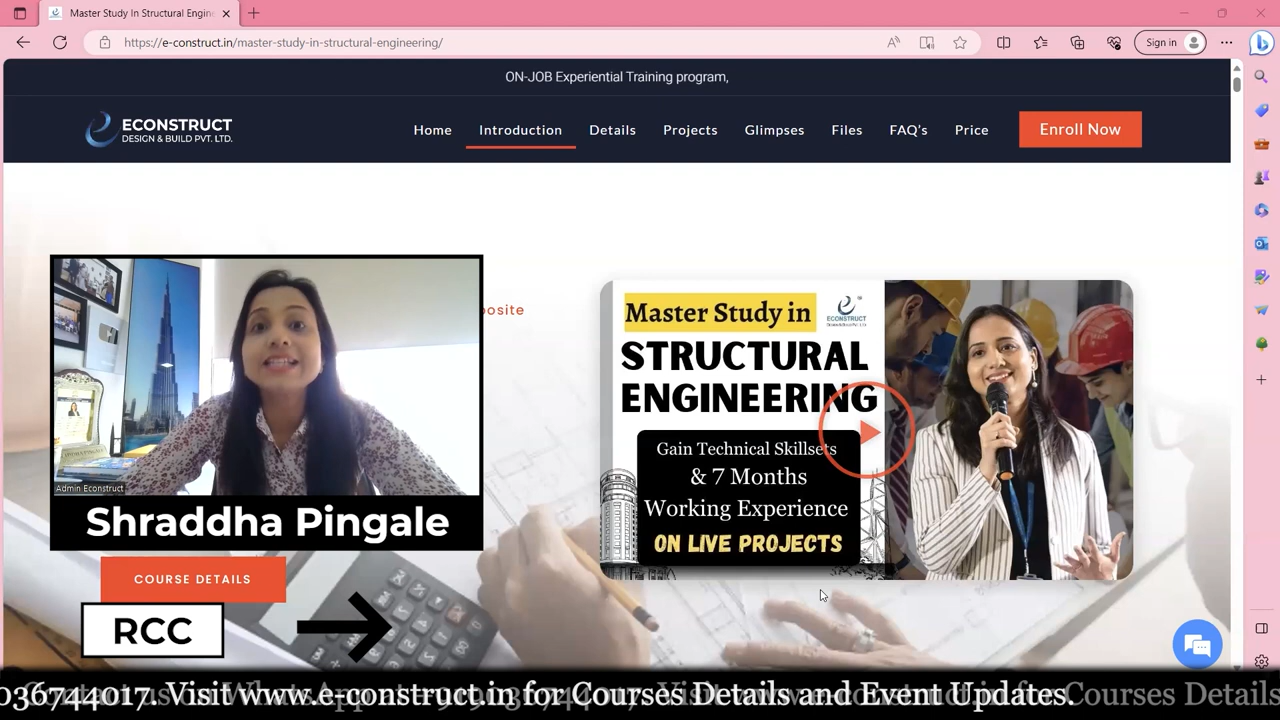 Master Study In Structural Engine
https://e-construct.in/master-study-in-structural-engineering/
Sign in
ON-JOB Experiential Training program,
ECONSTRUCT
DESIGN & BUILD PVT. LTD.
Home
Introduction
Details
Projects
Glimpses
Files
FAQ's
Price
Enroll Now
posite
Admin Econstruct
Shraddha Pingale
COURSE DETAILS
RCC
Master Study in
ECONSTRUCT
STRUCTURAL
ENGINEERING
Gain Technical Skillsets
& 7 Months
Working Experience
ON LIVE PROJECTS
036744017. Visit www.e-construct.in for Courses Details and Event Updates.